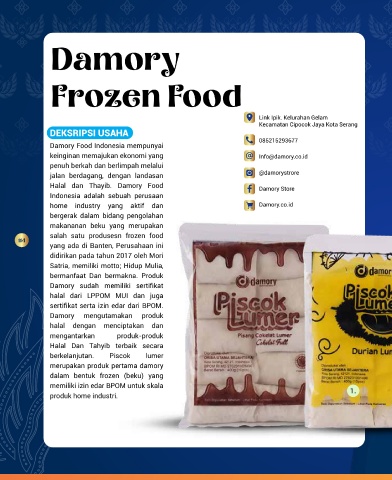 Damory
Frozen Food
DEKSRIPSI USAHA
Damory Food Indonesia mempunyai
keinginan memajukan ekonomi yang
penuh berkah dan berlimpah melalui
jalan berdagang, dengan landasan
Halal dan Thayib. Damory Food
Indonesia adalah sebuah perusaan
home industry yang aktif dan
bergerak dalam bidang pengolahan
makananan beku yang merupakan
salah satu produsesn frozen food
yang ada di Banten, Perusahaan ini
didirikan pada tahun 2017 oleh Mori
Satria, memiliki motto; Hidup Mulia,
bermanfaat Dan bermakna. Produk
Damory sudah memiliki sertifikat
halal dari LPPOM MUI dan juga
sertifikat serta izin edar dari BPOM.
Damory mengutamakan produk
halal dengan menciptakan dan
mengantarkan produk-produk
Halal Dan Tahyib terbaik secara
berkelanjutan. Piscok lumer
merupakan produk pertama damory
dalam bentuk frozen (beku) yang
memiliki izin edar BPOM untuk skala
produk home industri.
Link Ipik. Kelurahan Gelam
Kecamatan Cipocok Jaya Kota Serang
085215293677
Info@damory.co.id
@damorystore
Damory Store
Damory.co.id
damory
Piscok
Lumer
Pisang Cokelat Lumer
Cokelat Full
damory
Piscok
Lumer
Durian Lum
1.